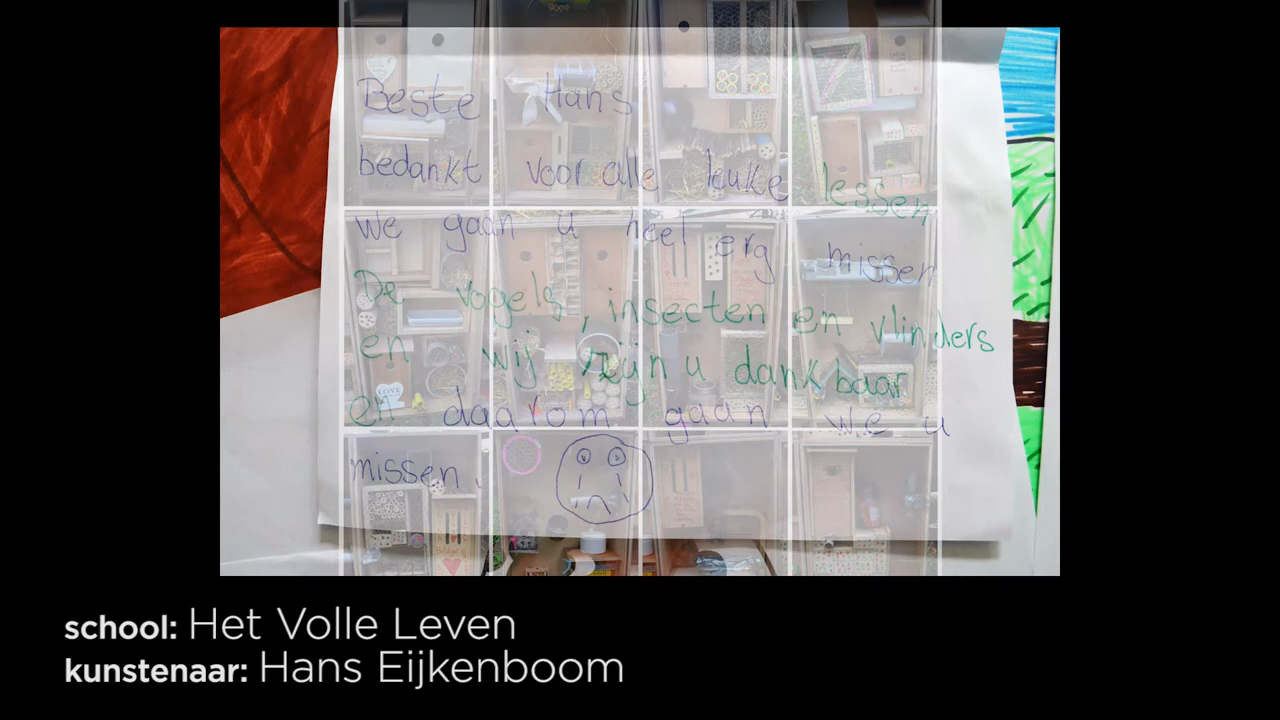 Beste Hans
bedankt voor alle leuke lessen
we gaan u heel erg missen
De vogels, insecten en vlinders
en wij zijn u dankbaar
en daarom gaan we u
missen.
LOVE
school: Het Volle Leven
kunstenaar: Hans Eijkenboom